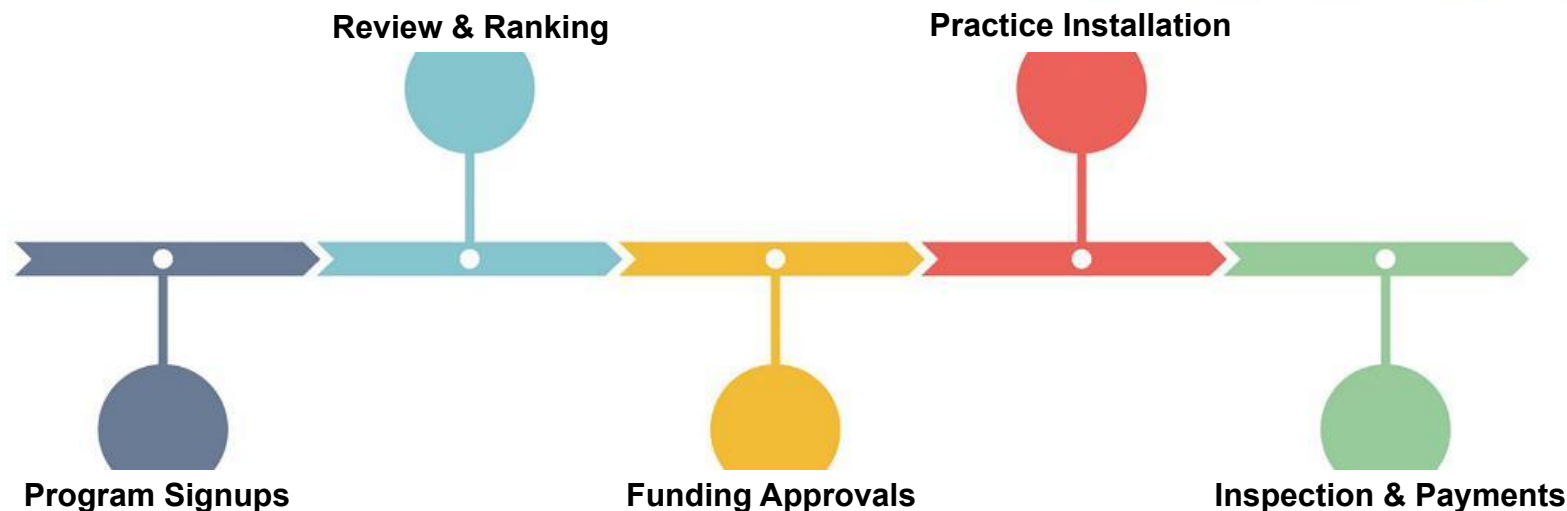 Review & Ranking
Practice Installation
Program Signups
Funding Approvals
Inspection & Payments